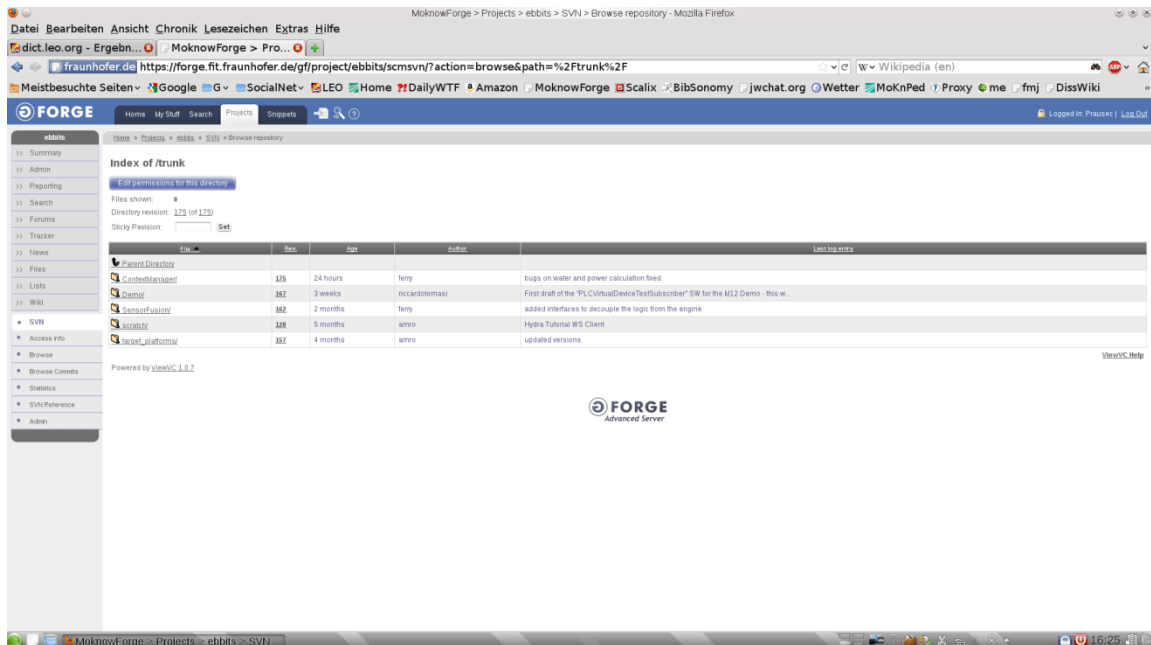 MoknowForge > Projects > ebbits > SVN > Browse repository - Mozilla Firefox
Datei Bearbeiten Ansicht Chronik Lesezeichen Extras Hilfe
dict.leo.org - Ergebn... MoknowForge > Pro...
fraunhofer.de https://forge.fit.fraunhofer.de/gf/project/ebbits/scmsvn/?action=browse&path=%2Ftrunk%2F Wikipedia (en) ABP
Meistbesuchte Seiten Google G SocialNet LEO Home DailyWTF Amazon MoknowForge Scalix BibSonomy jwchat.org Wetter MoKnPed Proxy me fmj DissWiki »
FORGE Home My Stuff Search Projects Snippets Logged In: Prausec | Log Out
ebbits Home » Projects » ebbits » SVN » Browse repository
Summary
Index of /trunk
Admin
Edit permissions for this directory
Reporting
Files shown: 0
Search
Directory revision: 175 (of 175)
Forums
Sticky Revision: Set
Tracker
File Rev. Age Author Last log entry
News
Parent Directory
Files
ContextManager/ 175 24 hours ferry bugs on water and power calculation fixed
Lists
Demo/ 167 3 weeks riccardotomasi First draft of the "PLCVirtualDeviceTestSubscriber" SW for the M12 Demo - this w...
Wiki
SensorFusion/ 162 2 months ferry added interfaces to decouple the logic from the engine
SVN
scratch/ 128 5 months amro Hydra Tutorial WS Client
Access Info
target_platforms/ 157 4 months amro updated versions
Browse
ViewVC Help
Browse Commits
Powered by ViewVC 1.0.7
Statistics
SVN Reference
FORGE
Admin
Advanced Server
MoknowForge > Projects > ebbits > SVN 16:25